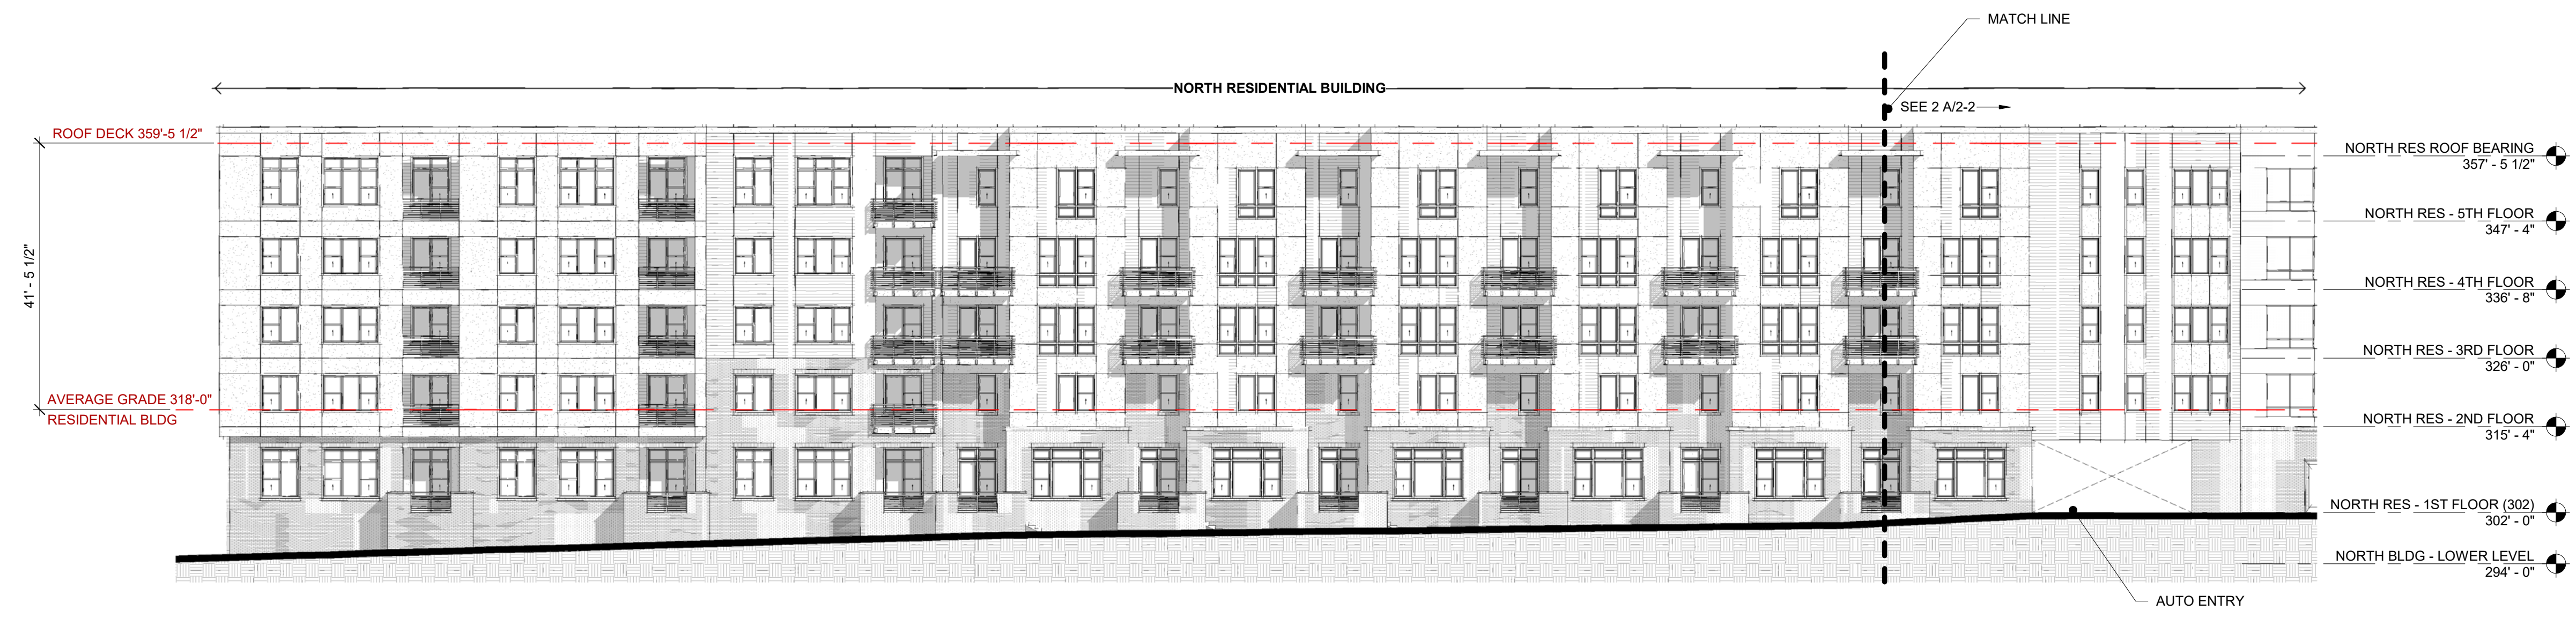 MATCH LINE
NORTH RESIDENTIAL BUILDING
SEE 2 A/2-2
ROOF DECK 359'-5 1/2"
41' - 5 1/2"
AVERAGE GRADE 318'-0"
RESIDENTIAL BLDG
NORTH RES ROOF BEARING
357' - 5 1/2"
NORTH RES - 5TH FLOOR
347' - 4"
NORTH RES - 4TH FLOOR
336' - 8"
NORTH RES - 3RD FLOOR
326' - 0"
NORTH RES - 2ND FLOOR
315' - 4"
NORTH RES - 1ST FLOOR (302)
302' - 0"
NORTH BLDG - LOWER LEVEL
294' - 0"
AUTO ENTRY